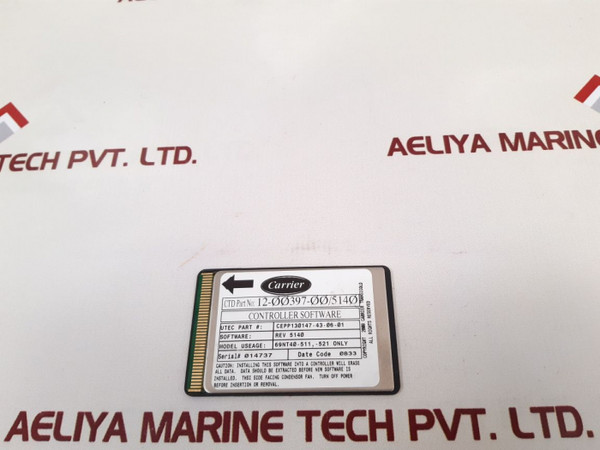 TECH PVT. LTD.
AELIYA MARINE
Carrier
CTD Part No: 12-00397-00/5140
CONTROLLER SOFTWARE
UTEC PART #: CEPP130147-43-06-01
SOFTWARE: REV 5140
MODEL USEAGE: 69NT40-511,-521 ONLY
Serial# 014737 Date Code 0833
CAUTION: INSTALLING THIS SOFTWARE INTO A CONTROLLER WILL ERASE
ALL DATA. DATA SHOULD BE EXTRACTED BEFORE NEW SOFTWARE IS
INSTALLED. THIS SIDE FACING CONDENSOR FAN. TURN OFF POWER
BEFORE INSERTION OR REMOVAL.
ALL RIGHTS RESERVED
AELIYA MARINE TECH PVT. LTD.